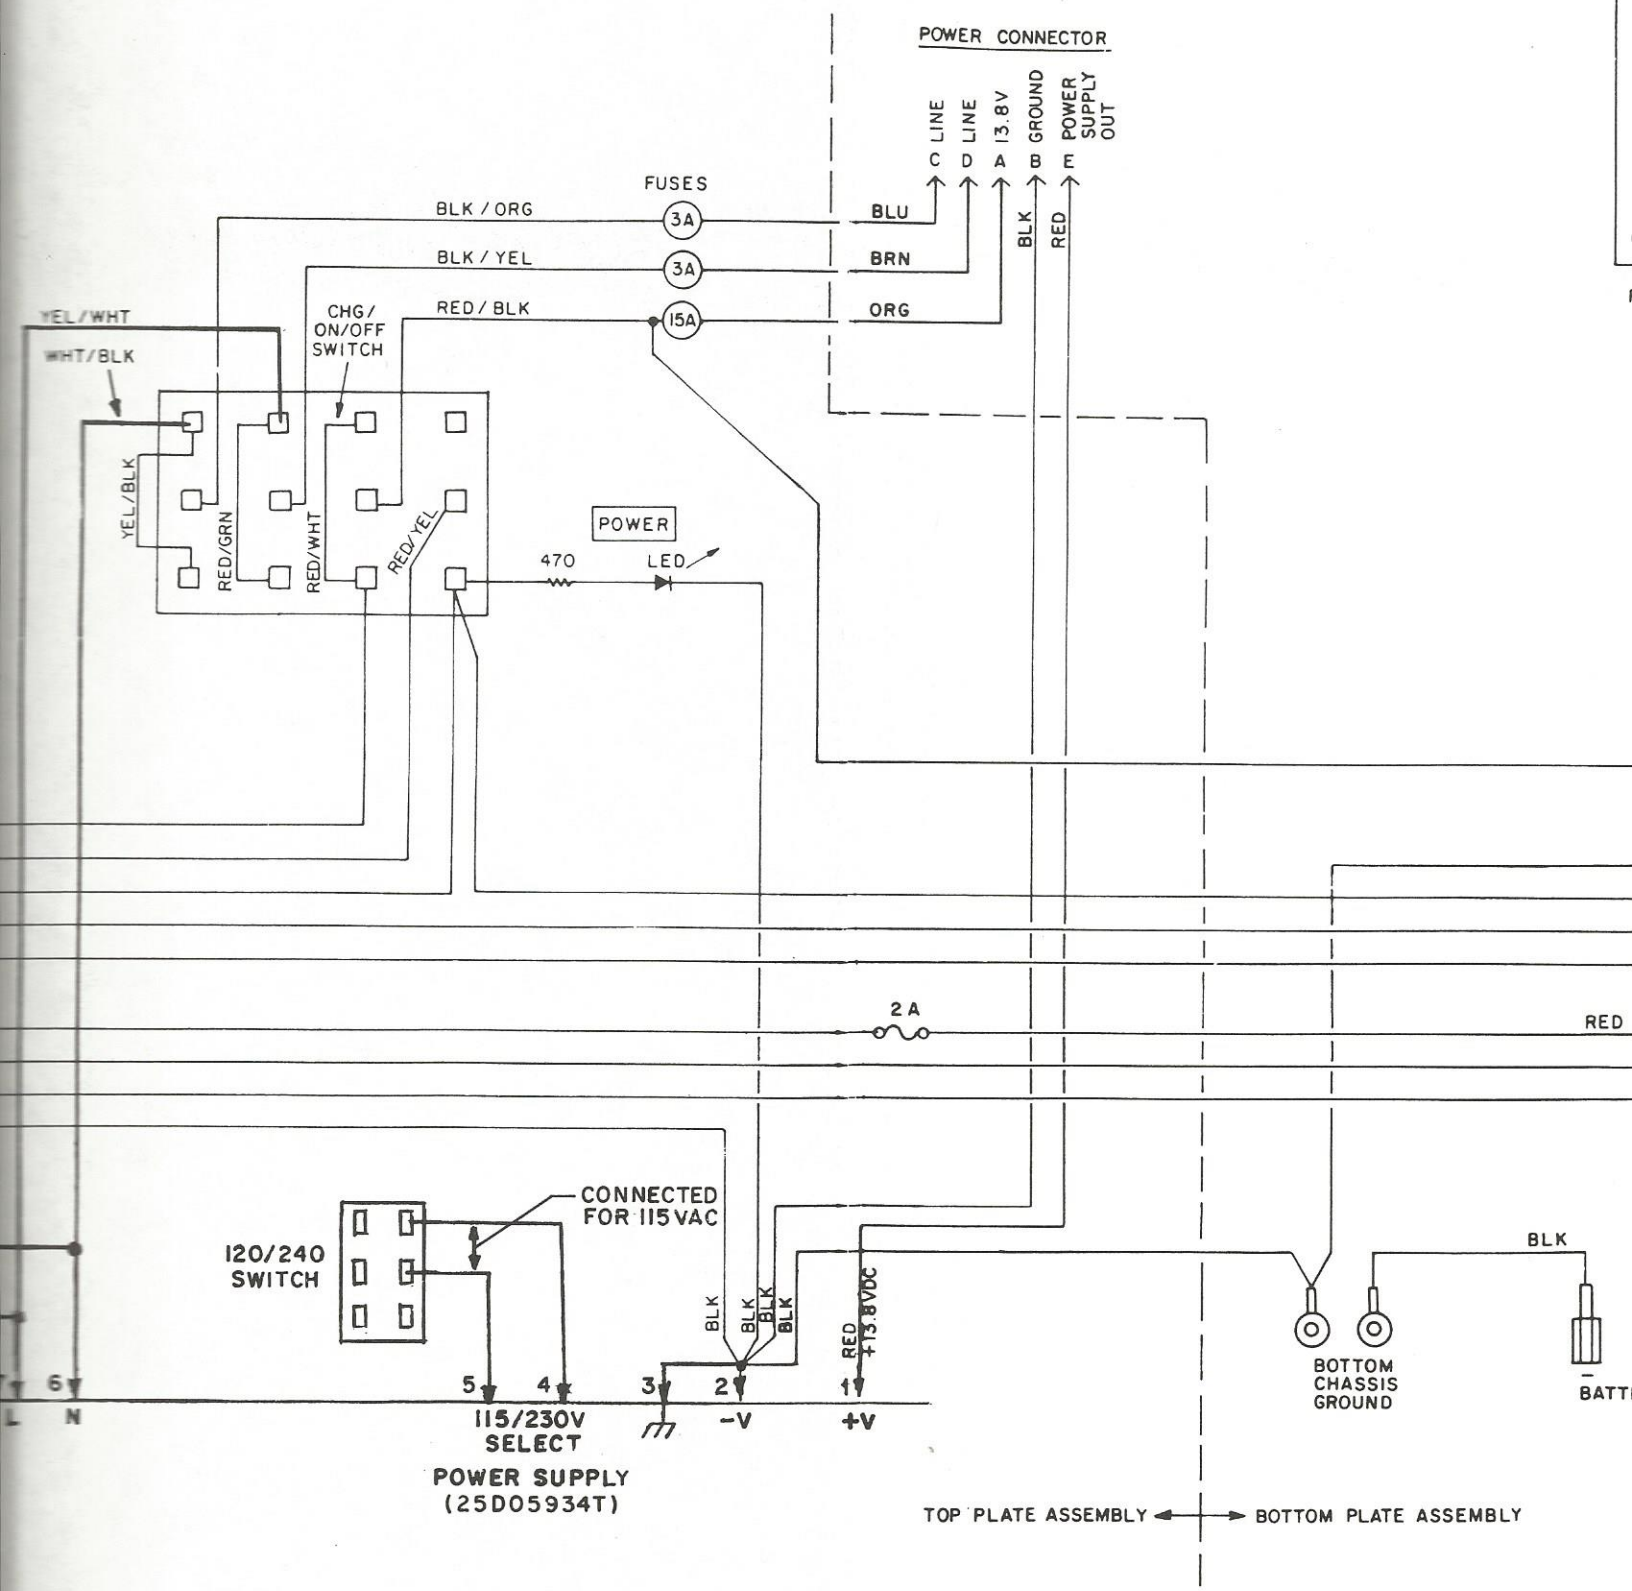 POWER CONNECTOR
C LINE
D LINE
A 13.8V
B GROUND
E POWER
SUPPLY
OUT
FUSES
BLK / ORG
3A
BLU
BLK
RED
BLK / YEL
3A
BRN
RED / BLK
15A
ORG
YEL/WHT
WHT/BLK
CHG/
ON/OFF
SWITCH
YEL/BLK
RED/GRN
RED/WHT
RED/YEL
POWER
470
LED
2 A
RED
CONNECTED
FOR 115VAC
120/240
SWITCH
BLK
BLK
BLK
BLK
RED
+13.8VDC
BLK
BOTTOM
CHASSIS
GROUND
-
6
5
4
3
2
1
L
N
115/230V
SELECT
-V
+V
POWER SUPPLY
(25D05934T)
TOP PLATE ASSEMBLY
BOTTOM PLATE ASSEMBLY